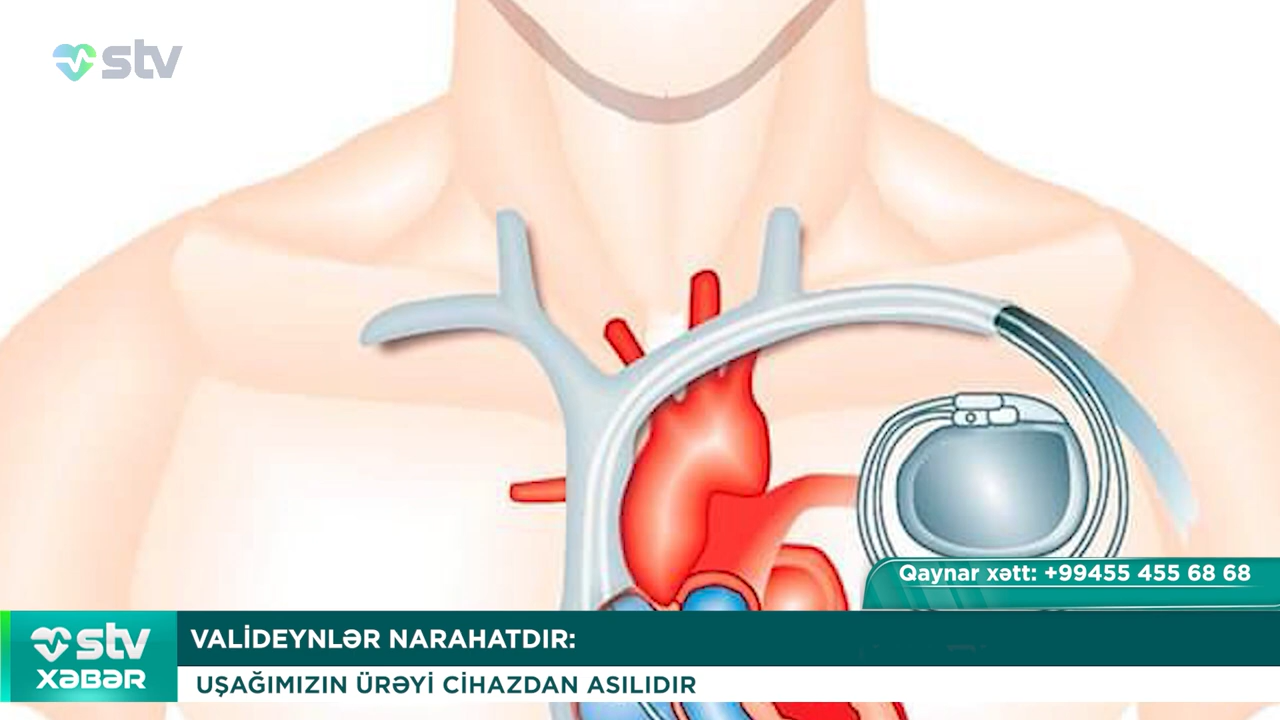 stv
Qaynar xətt: +99455 455 68 68
stv
XƏBƏR
VALİDEYNLƏR NARAHATDIR:
UŞAĞIMIZIN ÜRƏYİ CİHAZDAN ASILIDIR